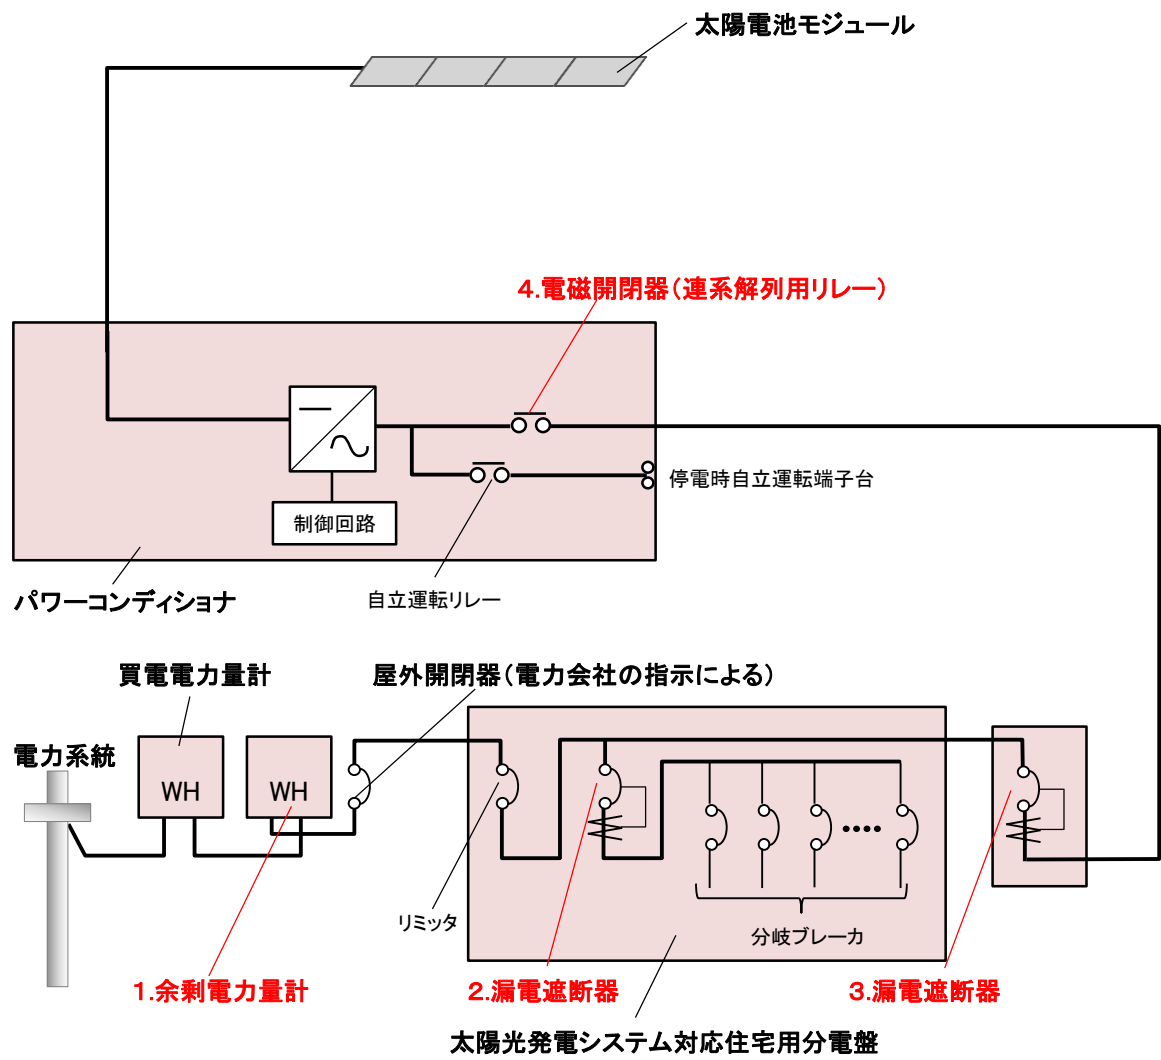 太陽電池モジュール
4.電磁開閉器(連系解列用リレー)
停電時自立運転端子台
制御回路
自立運転リレー
パワーコンディショナ
買電電力量計
屋外開閉器(電力会社の指示による)
電力系統
WH
WH
リミッタ
分岐ブレーカ
1.余剰電力量計
2.漏電遮断器
3.漏電遮断器
太陽光発電システム対応住宅用分電盤